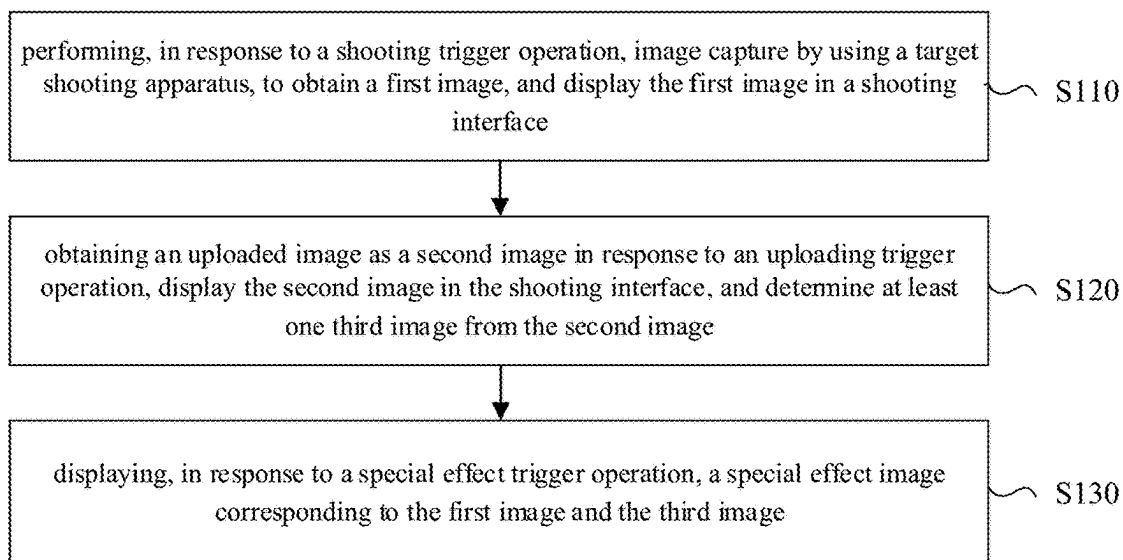 performing, in response to a shooting trigger operation, image capture by using a target
shooting apparatus, to obtain a first image, and display the first image in a shooting
interface
S110
obtaining an uploaded image as a second image in response to an uploading trigger
operation, display the second image in the shooting interface, and determine at least
one third image from the second image
S120
displaying, in response to a special effect trigger operation, a special effect image
corresponding to the first image and the third image
S130